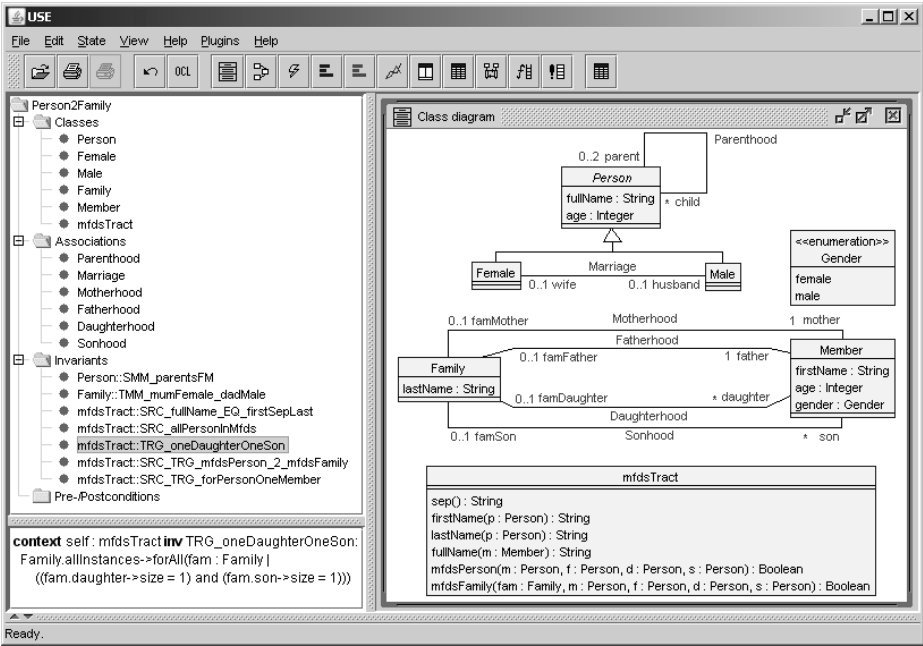 USE
File Edit State View Help Plugins Help
OCL
Person2Family
Classes
Person
Female
Male
Family
Member
mfdsTract
Associations
Parenthood
Marriage
Motherhood
Fatherhood
Daughterhood
Sonhood
Invariants
Person::SMM_parentsFM
Family::TMM_mumFemale_dadMale
mfdsTract::SRC_fullName_EQ_firstSepLast
mfdsTract::SRC_allPersonInMfds
mfdsTract::TRG_oneDaughterOneSon
mfdsTract::SRC_TRG_mfdsPerson_2_mfdsFamily
mfdsTract::SRC_TRG_forPersonOneMember
Pre-/Postconditions
context self : mfdsTract inv TRG_oneDaughterOneSon:
Family.allInstances->forAll(fam : Family |
((fam.daughter->size = 1) and (fam.son->size = 1)))
Class diagram
Parenthood
0..2 parent
Person
fullName : String
age : Integer
* child
Female
Marriage
0..1 wife
0..1 husband
Male
<<enumeration>>
Gender
female
male
0..1 famMother
Motherhood
1 mother
Fatherhood
0..1 famFather
1 father
Family
lastName : String
Member
firstName : String
age : Integer
gender : Gender
0..1 famDaughter
* daughter
Daughterhood
0..1 famSon
Sonhood
* son
mfdsTract
sep() : String
firstName(p : Person) : String
lastName(p : Person) : String
fullName(m : Member) : String
mfdsPerson(m : Person, f : Person, d : Person, s : Person) : Boolean
mfdsFamily(fam : Family, m : Person, f : Person, d : Person, s : Person) : Boolean
Ready.